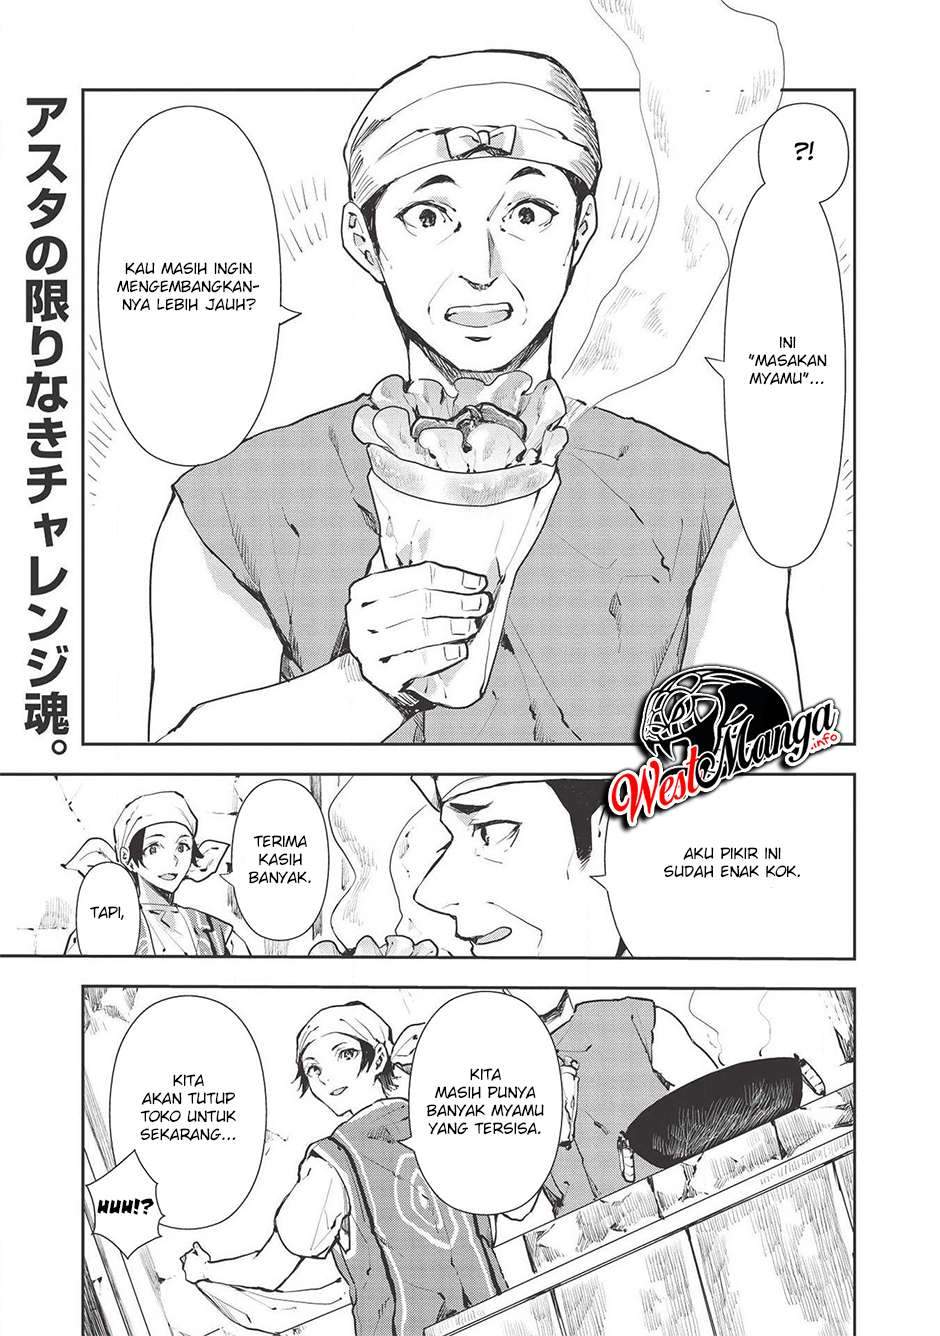 アスタの限りなきチャレンジ魂。
?!
INI
"MASAKAN
MYAMU"...
KAU MASIH INGIN
MENGEMBANGKAN-
NYA LEBIH JAUH?
WestManga
.info
AKU PIKIR INI
SUDAH ENAK KOK.
TERIMA
KASIH
BANYAK.
TAPI,
KITA
MASIH PUNYA
BANYAK MYAMU
YANG TERSISA.
KITA
AKAN TUTUP
TOKO UNTUK
SEKARANG...
HUH!?